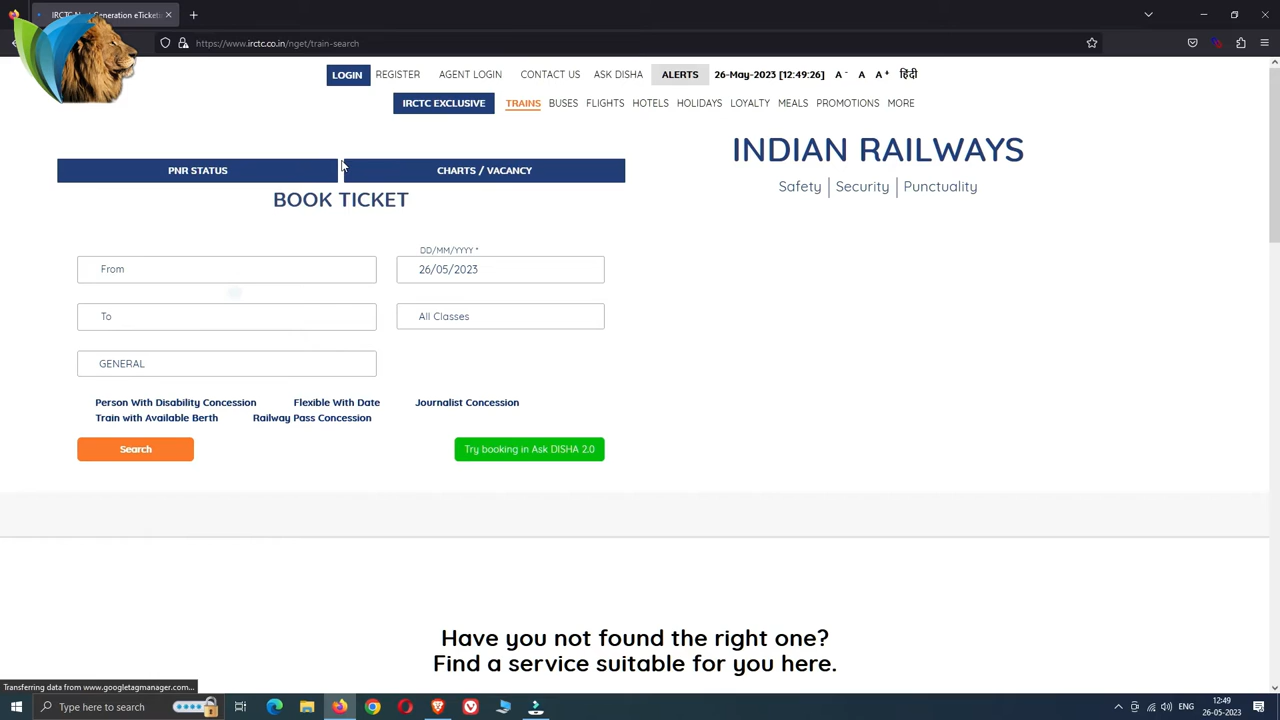 IRCTC Next Generation eTicketi
https://www.irctc.co.in/nget/train-search
LOGIN REGISTER AGENT LOGIN CONTACT US ASK DISHA ALERTS 26-May-2023 [12:49:26] A - A A + हिंदी
IRCTC EXCLUSIVE TRAINS BUSES FLIGHTS HOTELS HOLIDAYS LOYALTY MEALS PROMOTIONS MORE
INDIAN RAILWAYS
Safety | Security | Punctuality
PNR STATUS CHARTS / VACANCY
BOOK TICKET
DD/MM/YYYY *
From 26/05/2023
To All Classes
GENERAL
Person With Disability Concession Flexible With Date Journalist Concession
Train with Available Berth Railway Pass Concession
Search Try booking in Ask DISHA 2.0
Have you not found the right one?
Find a service suitable for you here.
Transferring data from www.googletagmanager.com...
Type here to search
12:49
26-05-2023